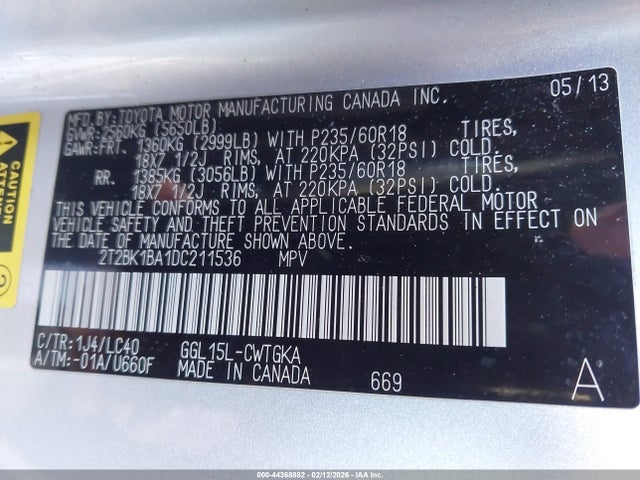 MFD.BY:TOYOTA MOTOR MANUFACTURING CANADA INC. 05/13
GVWR:2560KG (5650LB)
GAWR:FRT. 1360KG (2999LB) WITH P235/60R18 TIRES,
18X7 1/2J RIMS, AT 220KPA (32PSI) COLD.
RR. 1385KG (3056LB) WITH P235/60R18 TIRES,
18X7 1/2J RIMS, AT 220KPA (32PSI) COLD.
THIS VEHICLE CONFORMS TO ALL APPLICABLE FEDERAL MOTOR
VEHICLE SAFETY AND THEFT PREVENTION STANDARDS IN EFFECT ON
THE DATE OF MANUFACTURE SHOWN ABOVE.
2T2BK1BA1DC211536 MPV
C/TR:1J4/LC40 GGL15L-CWTGKA
A/TM:-01A/U660F MADE IN CANADA 669 A
CAUTION
2
000-44368882 - 02/12/2026 - IAAI.COM